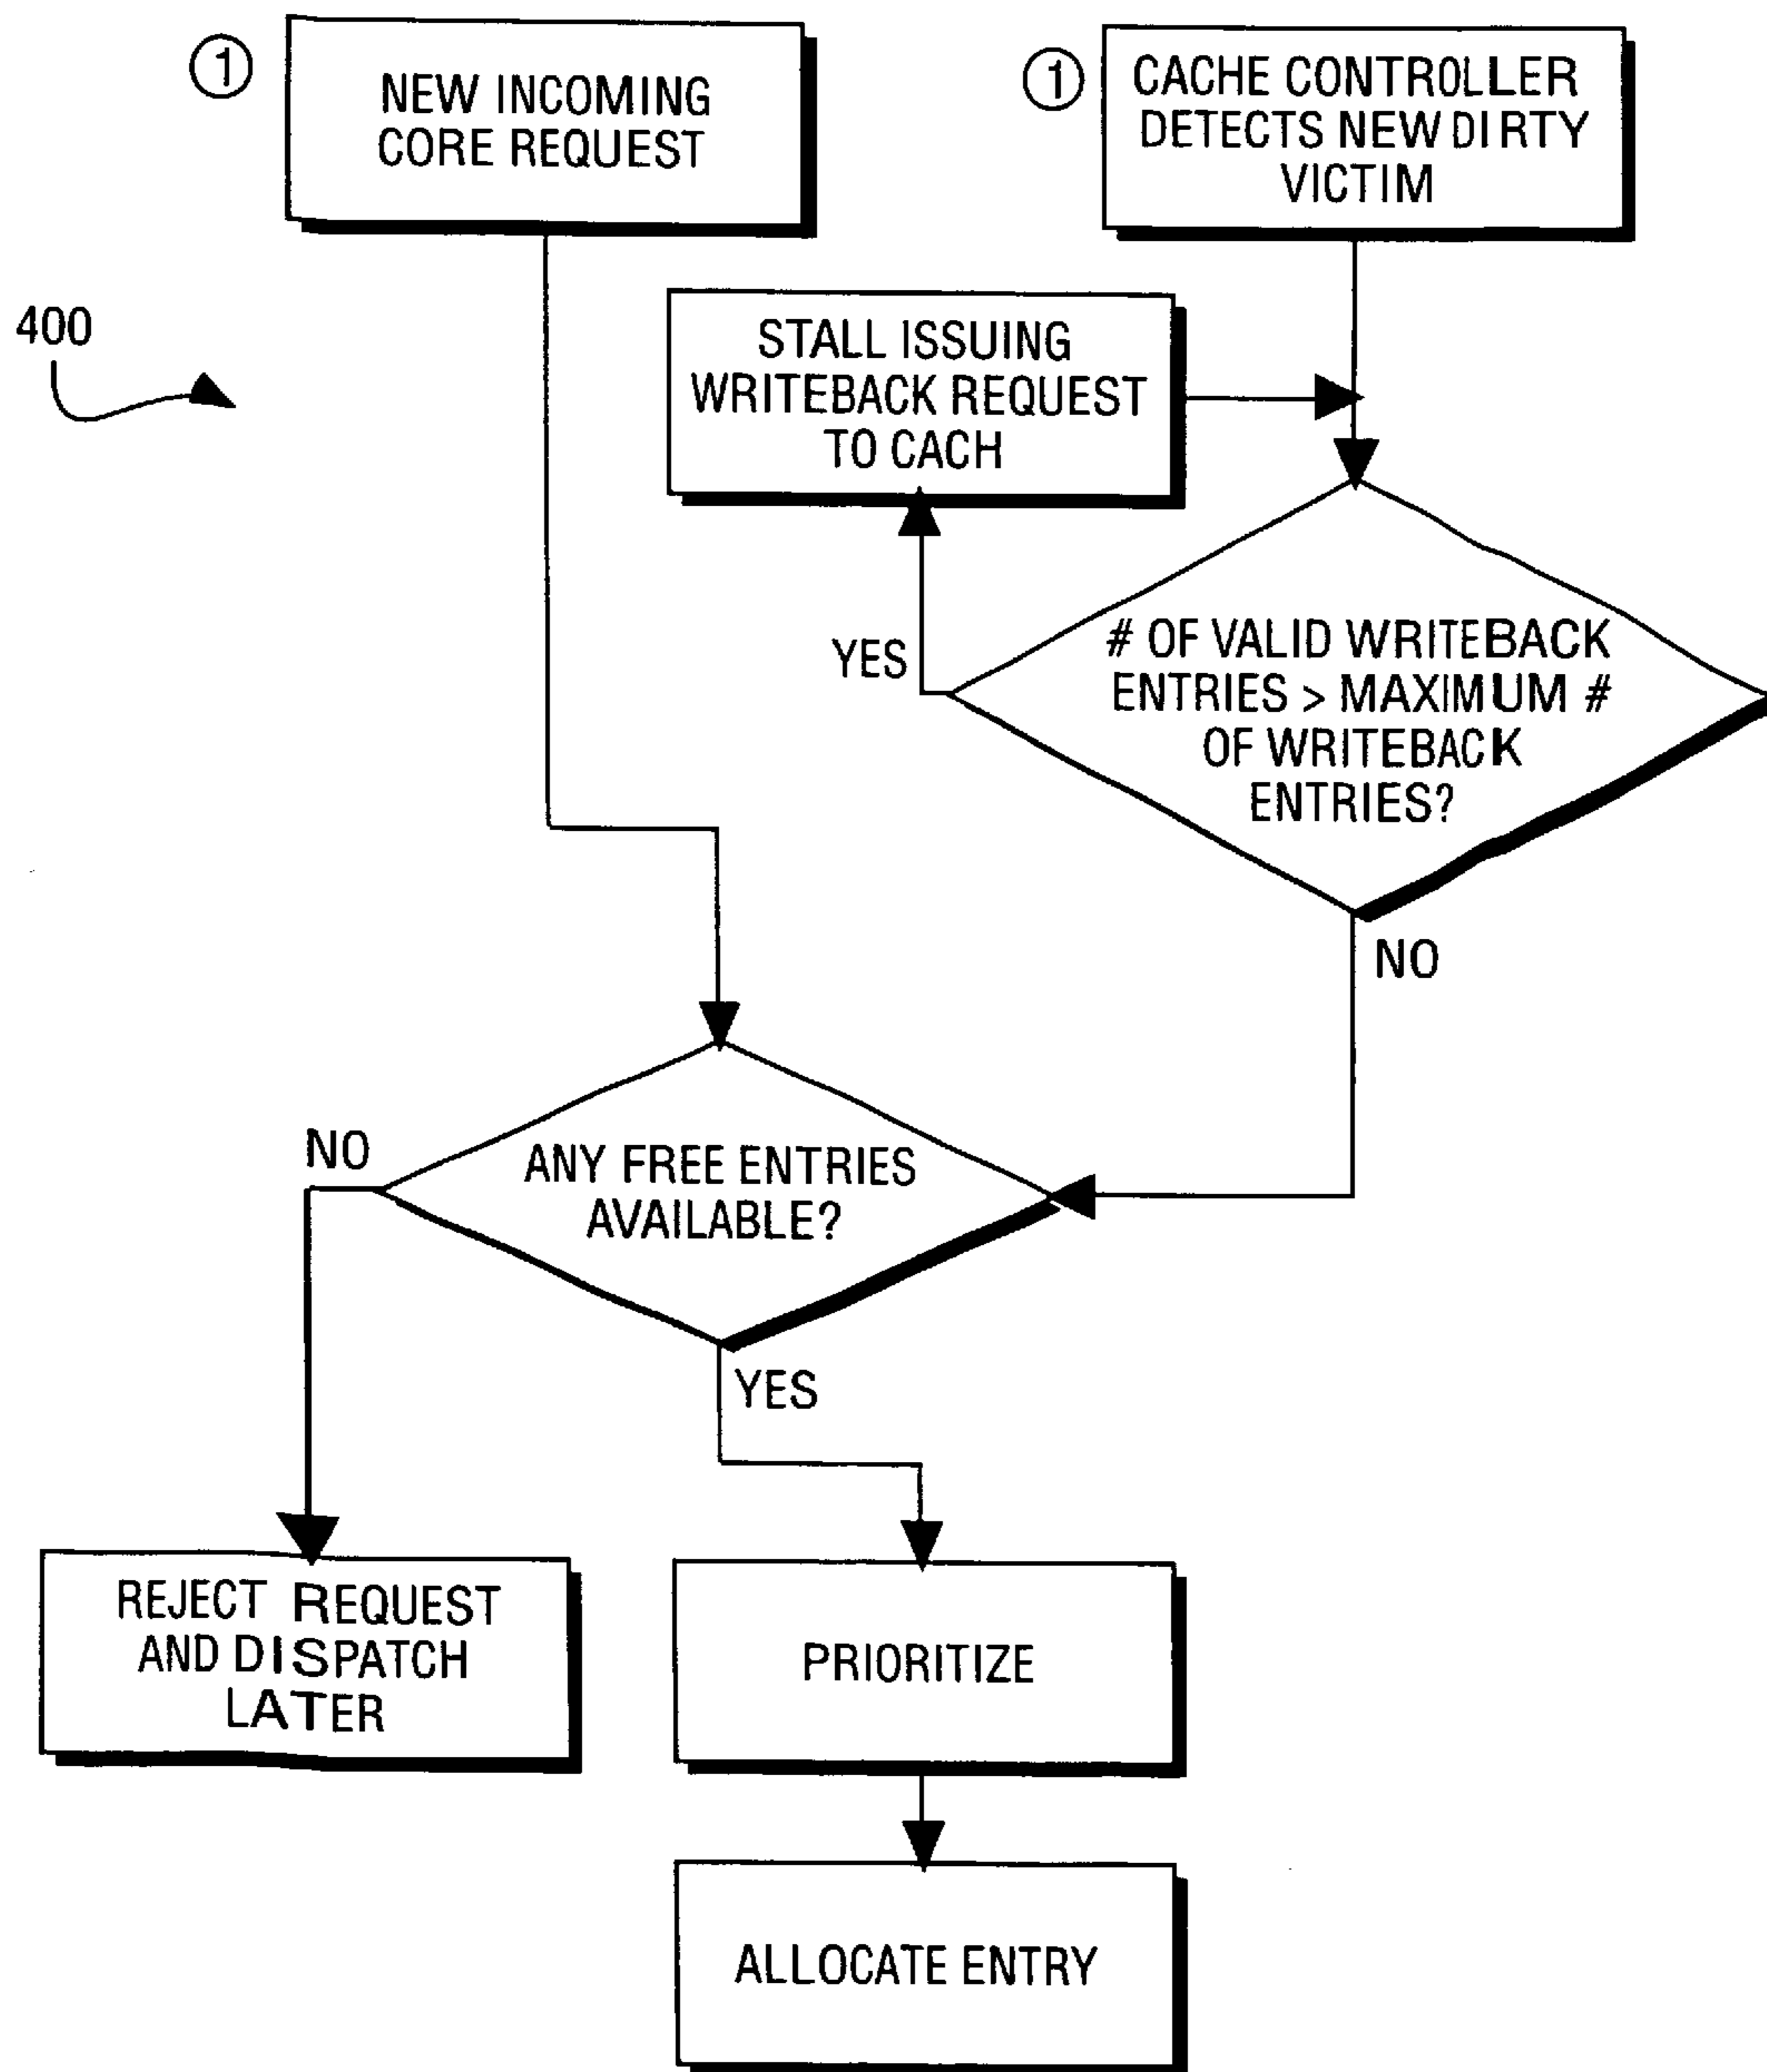 ①
NEW INCOMING
CORE REQUEST
①
CACHE CONTROLLER
DETECTS NEW DIRTY
VICTIM
400
STALL ISSUING
WRITEBACK REQUEST
TO CACH
YES
# OF VALID WRITEBACK
ENTRIES > MAXIMUM #
OF WRITEBACK
ENTRIES?
NO
NO
ANY FREE ENTRIES
AVAILABLE?
YES
REJECT REQUEST
AND DISPATCH
LATER
PRIORITIZE
ALLOCATE ENTRY